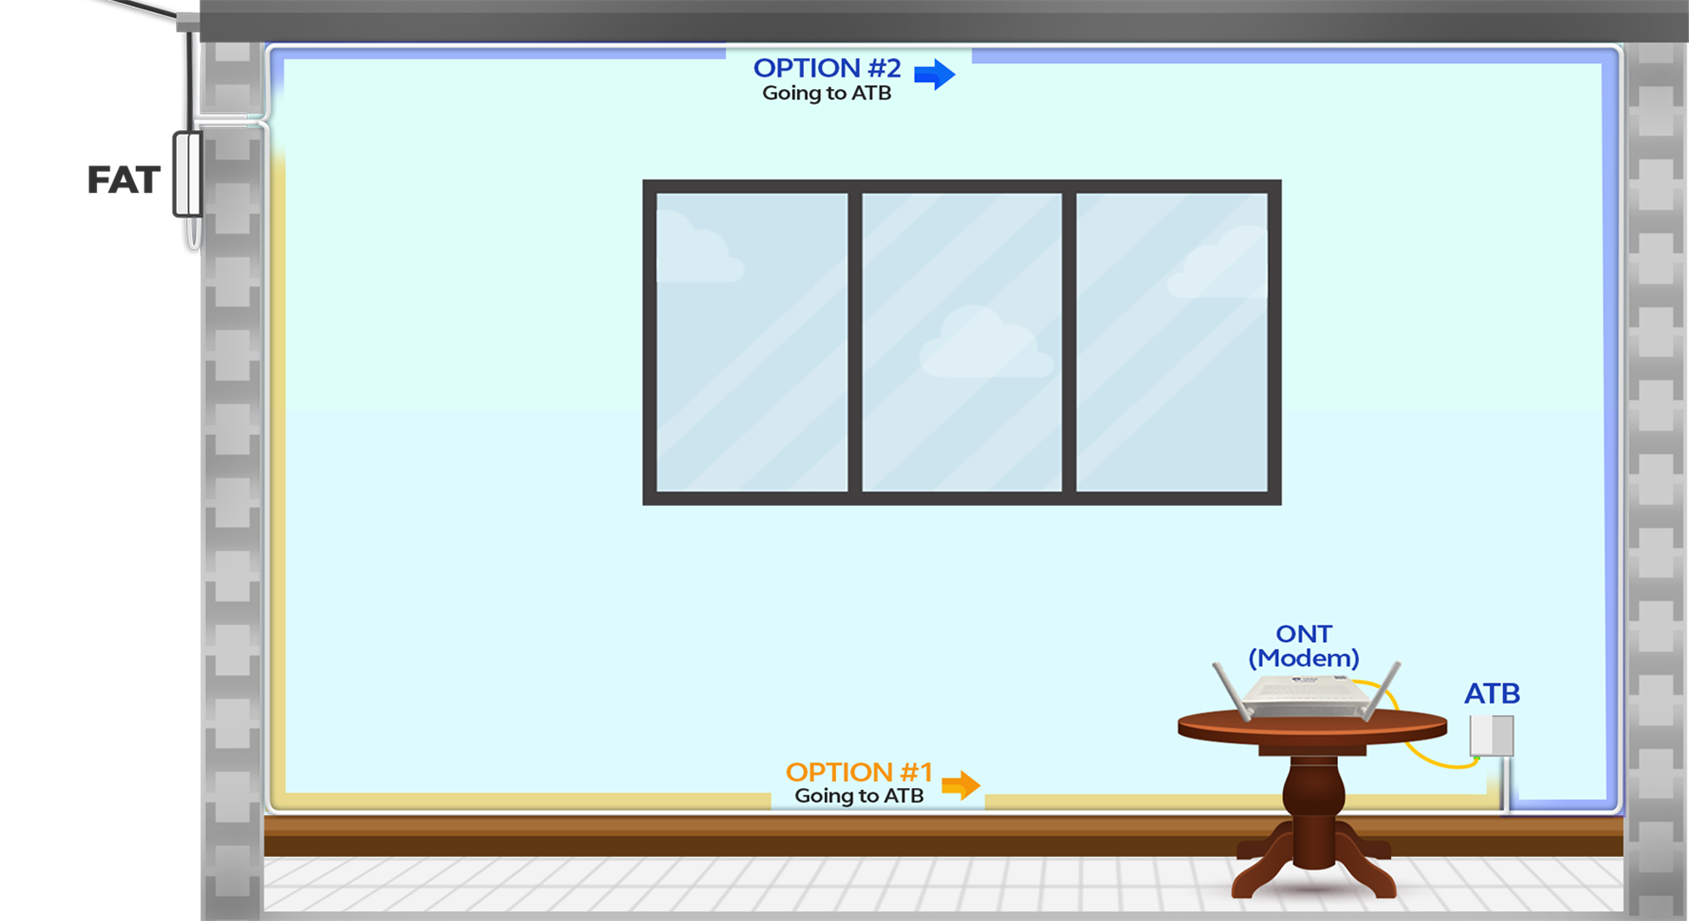 OPTION #2
Going to ATB
FAT
ONT
(Modem)
ATB
OPTION #1
Going to ATB